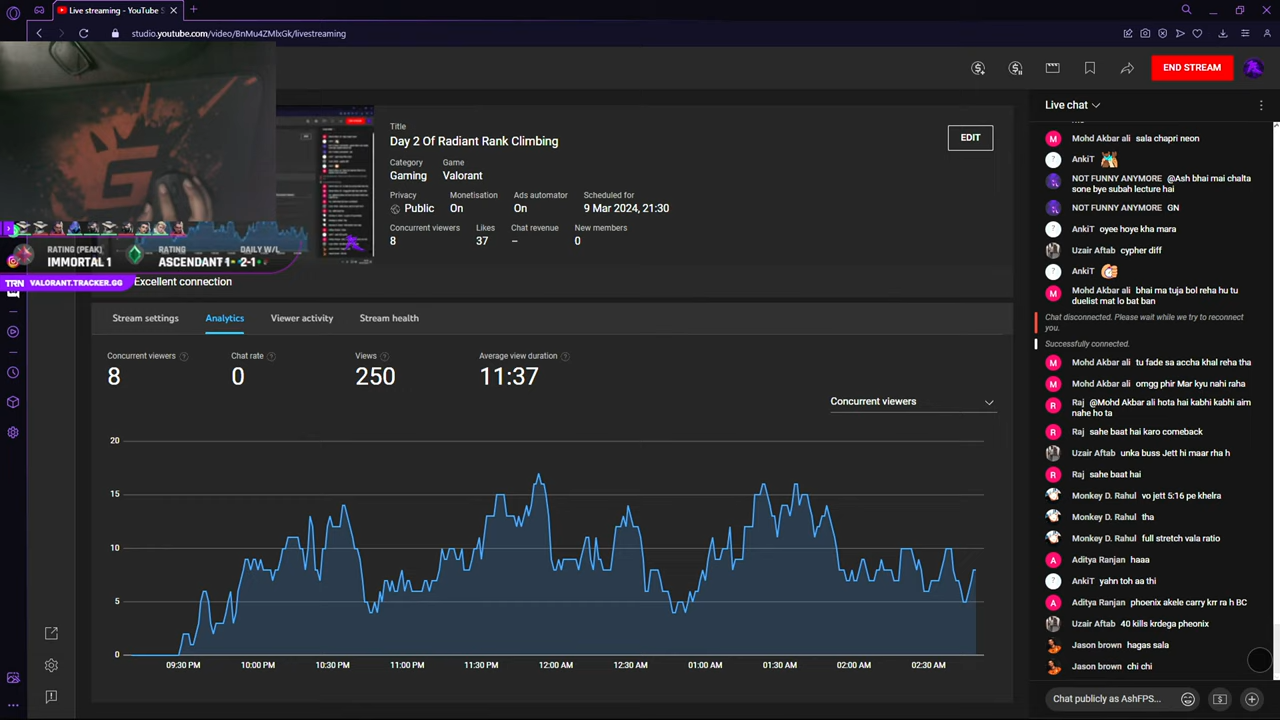 Live streaming - YouTube S
studio.youtube.com/video/BnMu4ZMlxGk/livestreaming
END STREAM
Title
Day 2 Of Radiant Rank Climbing
EDIT
Category
Game
Gaming
Valorant
Privacy
Monetisation
Ads automator
Scheduled for
Public
On
On
9 Mar 2024, 21:30
Concurrent viewers
Likes
Chat revenue
New members
8
37
–
0
RATING (PEAK)
IMMORTAL 1
RATING
ASCENDANT 1
DAILY W/L
2-1
TRN VALORANT.TRACKER.GG
Excellent connection
Stream settings
Analytics
Viewer activity
Stream health
Concurrent viewers
Chat rate
Views
Average view duration
8
0
250
11:37
Concurrent viewers
20
15
10
5
0
09:30 PM
10:00 PM
10:30 PM
11:00 PM
11:30 PM
12:00 AM
12:30 AM
01:00 AM
01:30 AM
02:00 AM
02:30 AM
Live chat
Mohd Akbar ali sala chapri neon
AnkiT
NOT FUNNY ANYMORE @Ash bhai mai chalta
sone bye subah lecture hai
NOT FUNNY ANYMORE GN
AnkiT oyee hoye kha mara
Uzair Aftab cypher diff
AnkiT
Mohd Akbar ali bhai ma tuja bol reha hu tu
duelist mat lo bat ban
Chat disconnected. Please wait while we try to reconnect
you.
Successfully connected.
Mohd Akbar ali tu fade sa accha khal reha tha
Mohd Akbar ali omgg phir Mar kyu nahi raha
Raj @Mohd Akbar ali hota hai kabhi kabhi aim
nahe ho ta
Raj sahe baat hai karo comeback
Uzair Aftab unka buss Jett hi maar rha h
Raj sahe baat hai
Monkey D. Rahul vo jett 5:16 pe khelra
Monkey D. Rahul tha
Monkey D. Rahul full stretch vala ratio
Aditya Ranjan haaa
AnkiT yahn toh aa thi
Aditya Ranjan phoenix akele carry krr ra h BC
Uzair Aftab 40 kills krdega pheonix
Jason brown hagas sala
Jason brown chi chi
Chat publicly as AshFPS...